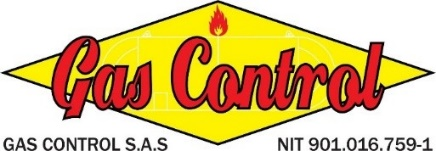 Gas Control
GAS CONTROL S.A.S NIT 901.016.759-1